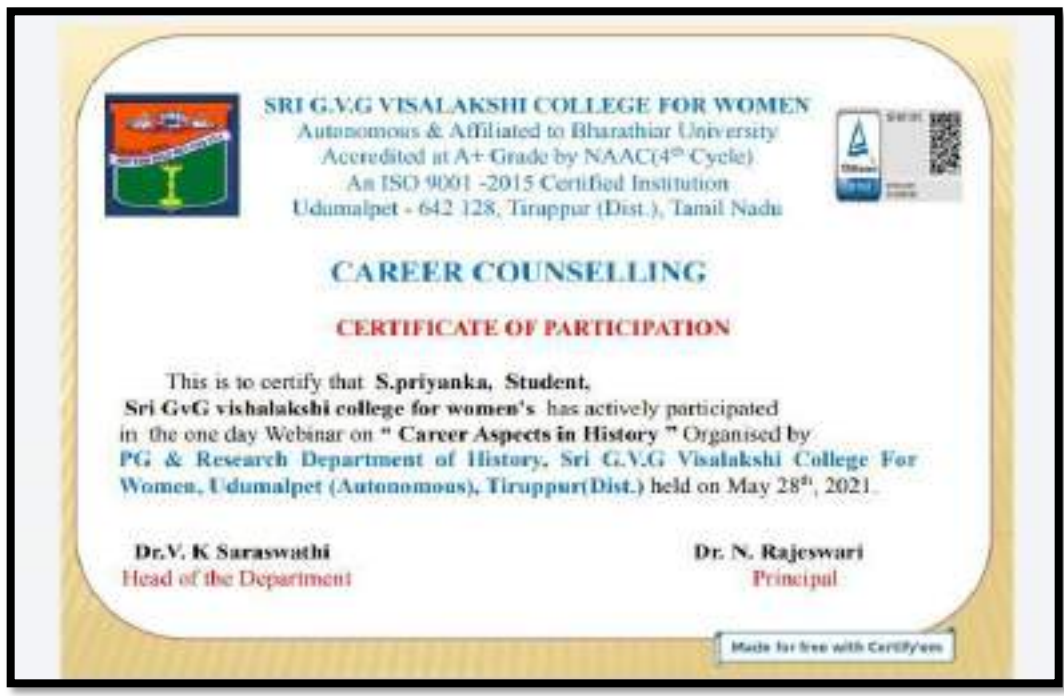 SRI G.V.G VISALAKSHI COLLEGE FOR WOMEN
Autonomous & Affiliated to Bharathiar University
Accredited at A+ Grade by NAAC(4th Cycle)
An ISO 9001 -2015 Certified Institution
Udumalpet - 642 128, Tiruppur (Dist.), Tamil Nadu
CAREER COUNSELLING
CERTIFICATE OF PARTICIPATION
This is to certify that S.priyanka, Student,
Sri GvG vishalakshi college for women's has actively participated
in the one day Webinar on “ Career Aspects in History ” Organised by
PG & Research Department of History, Sri G.V.G Visalakshi College For
Women, Udumalpet (Autonomous), Tiruppur(Dist.) held on May 28th, 2021.
Dr.V. K Saraswathi
Dr. N. Rajeswari
Head of the Department
Principal
Made for free with Certify'em